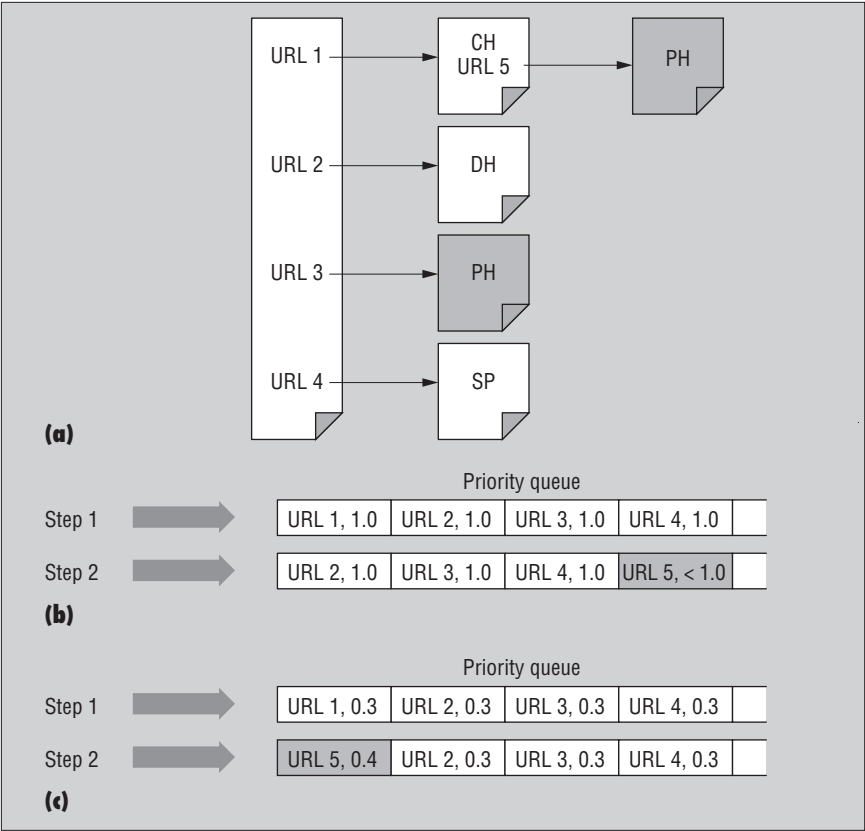 URL 1
CH
URL 5
PH
URL 2
DH
URL 3
PH
URL 4
SP
(a)
Priority queue
Step 1
URL 1, 1.0
URL 2, 1.0
URL 3, 1.0
URL 4, 1.0
Step 2
URL 2, 1.0
URL 3, 1.0
URL 4, 1.0
URL 5, < 1.0
(b)
Priority queue
Step 1
URL 1, 0.3
URL 2, 0.3
URL 3, 0.3
URL 4, 0.3
Step 2
URL 5, 0.4
URL 2, 0.3
URL 3, 0.3
URL 4, 0.3
(c)